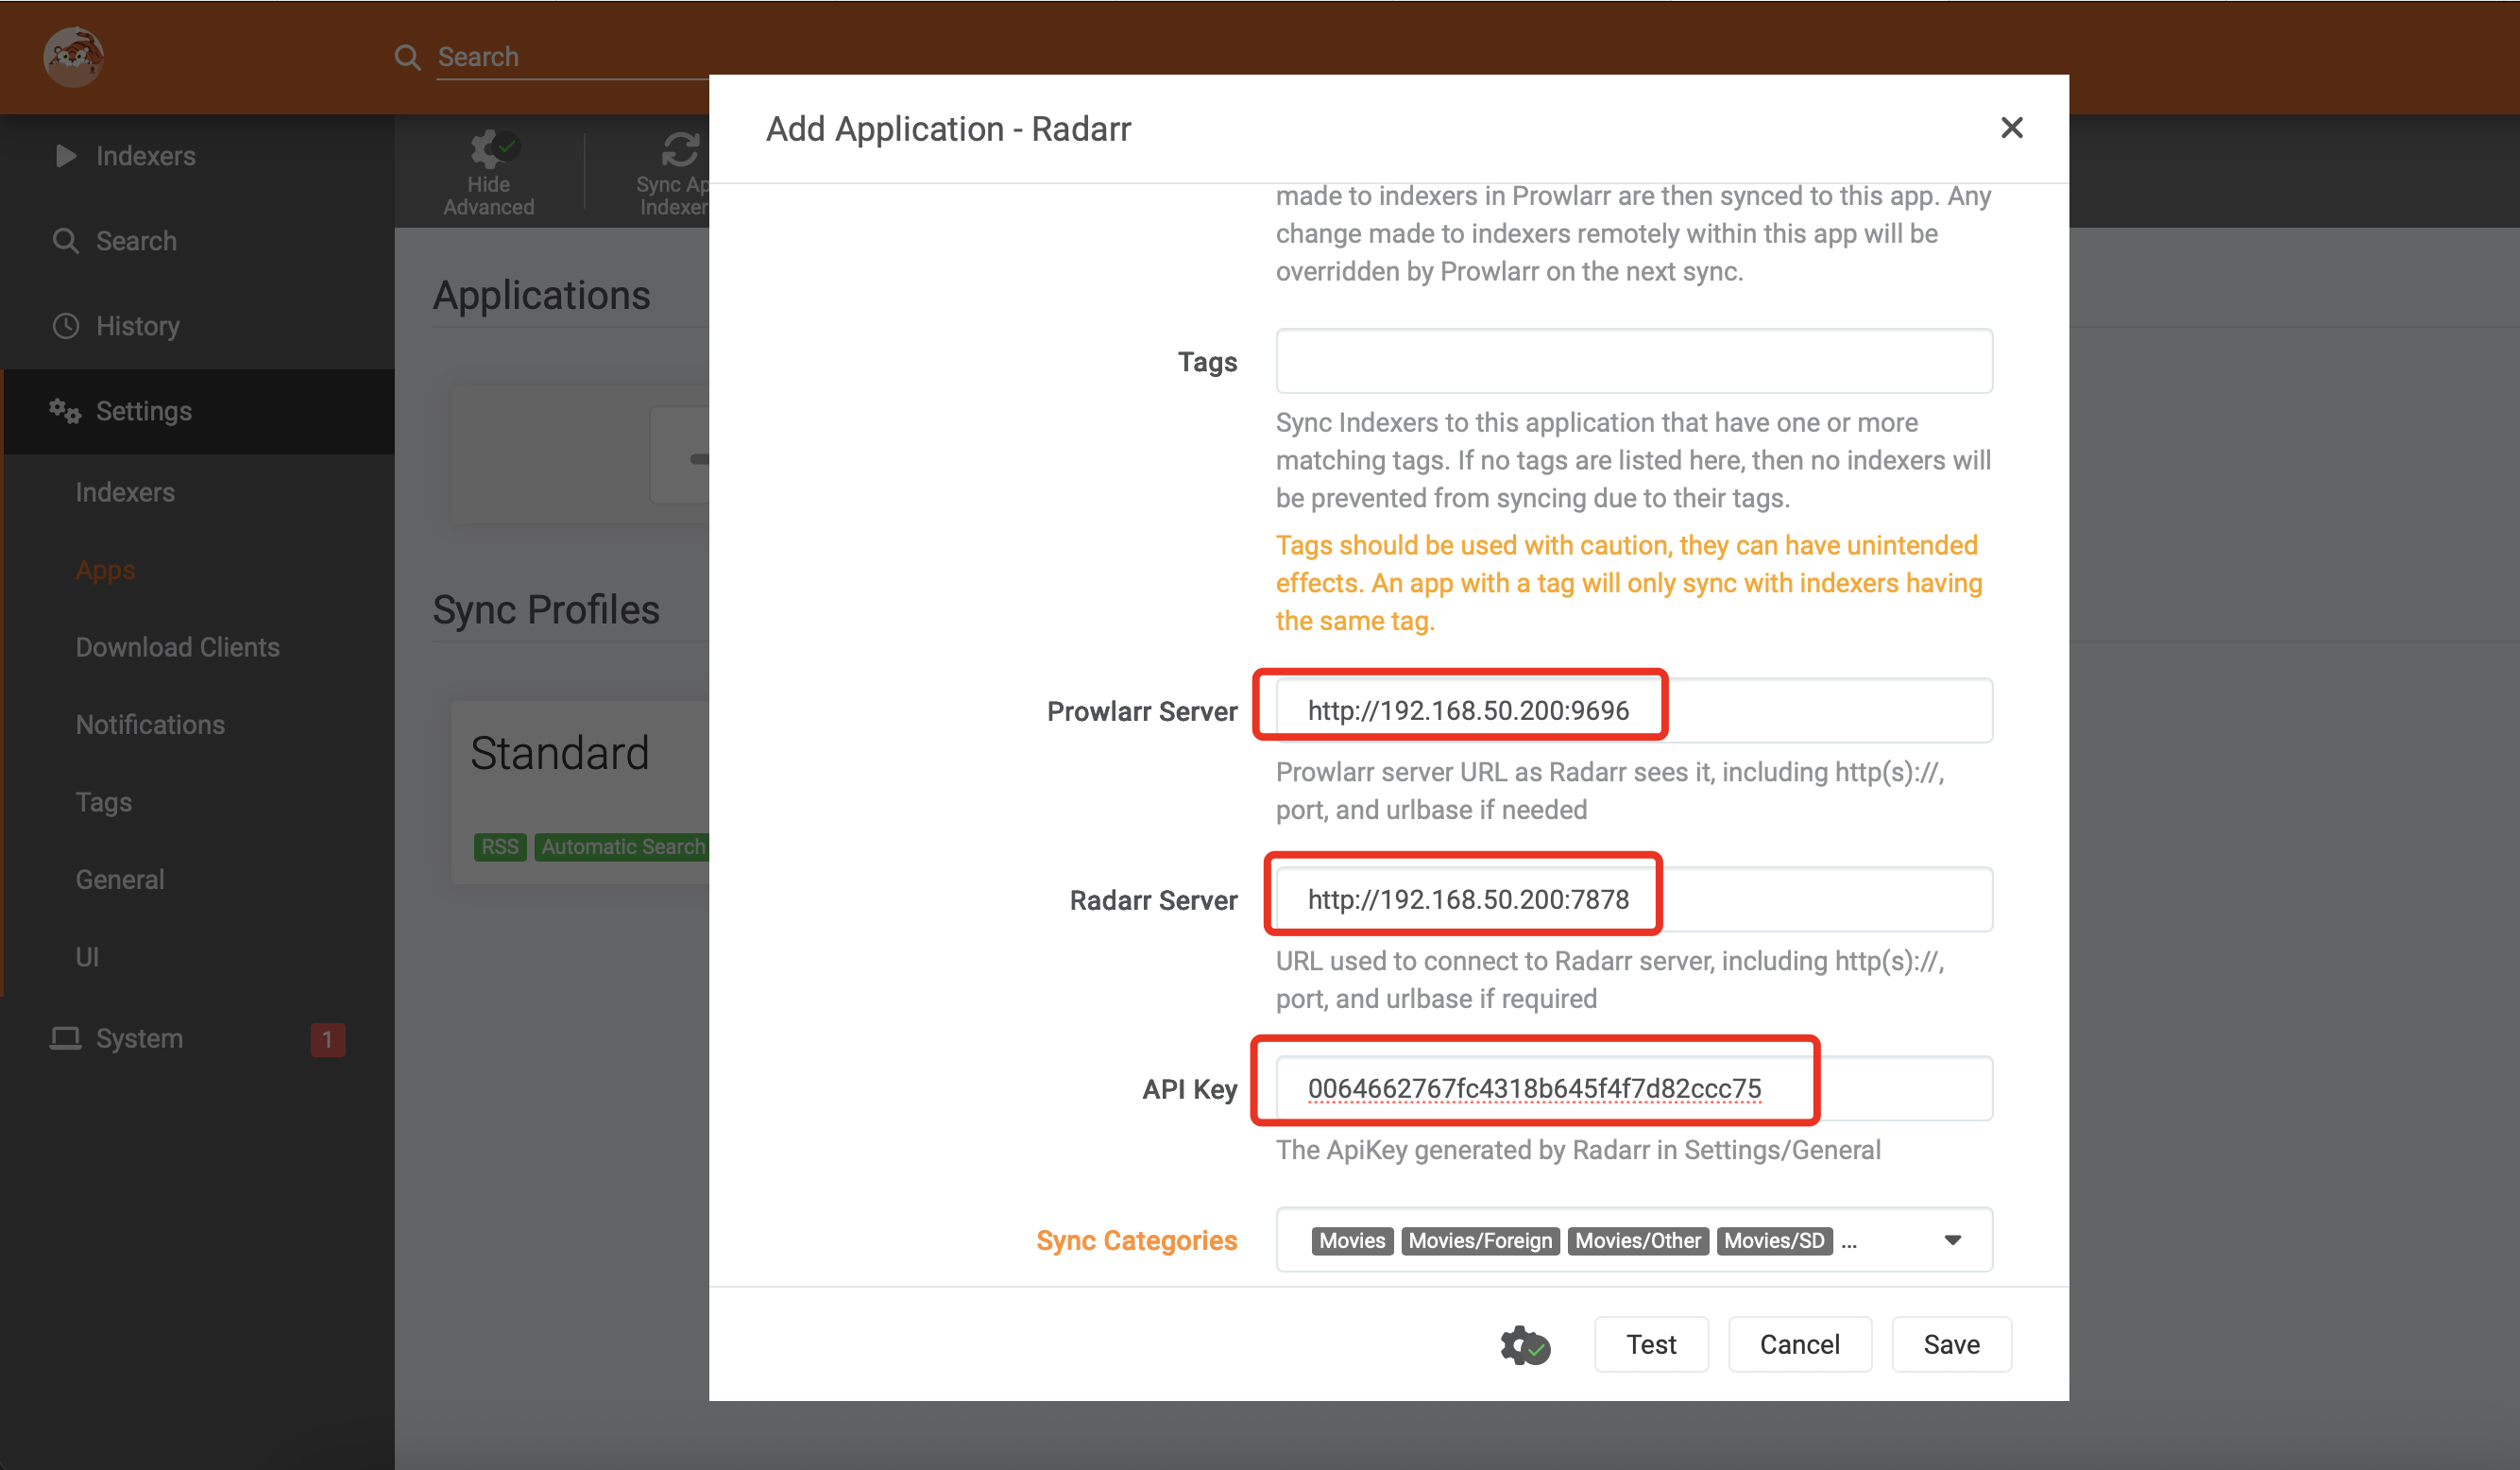 Search
Indexers
Search
History
Settings
Indexers
Apps
Download Clients
Notifications
Tags
General
UI
System
1
Hide
Advanced
Sync Ap
Indexer
Applications
Sync Profiles
Standard
RSS Automatic Search
Add Application - Radarr
made to indexers in Prowlarr are then synced to this app. Any
change made to indexers remotely within this app will be
overridden by Prowlarr on the next sync.
Tags
Sync Indexers to this application that have one or more
matching tags. If no tags are listed here, then no indexers will
be prevented from syncing due to their tags.
Tags should be used with caution, they can have unintended
effects. An app with a tag will only sync with indexers having
the same tag.
Prowlarr Server
http://192.168.50.200:9696
Prowlarr server URL as Radarr sees it, including http(s)://,
port, and urlbase if needed
Radarr Server
http://192.168.50.200:7878
URL used to connect to Radarr server, including http(s)://,
port, and urlbase if required
API Key
0064662767fc4318b645f4f7d82ccc75
The ApiKey generated by Radarr in Settings/General
Sync Categories
Movies Movies/Foreign Movies/Other Movies/SD ...
Test
Cancel
Save